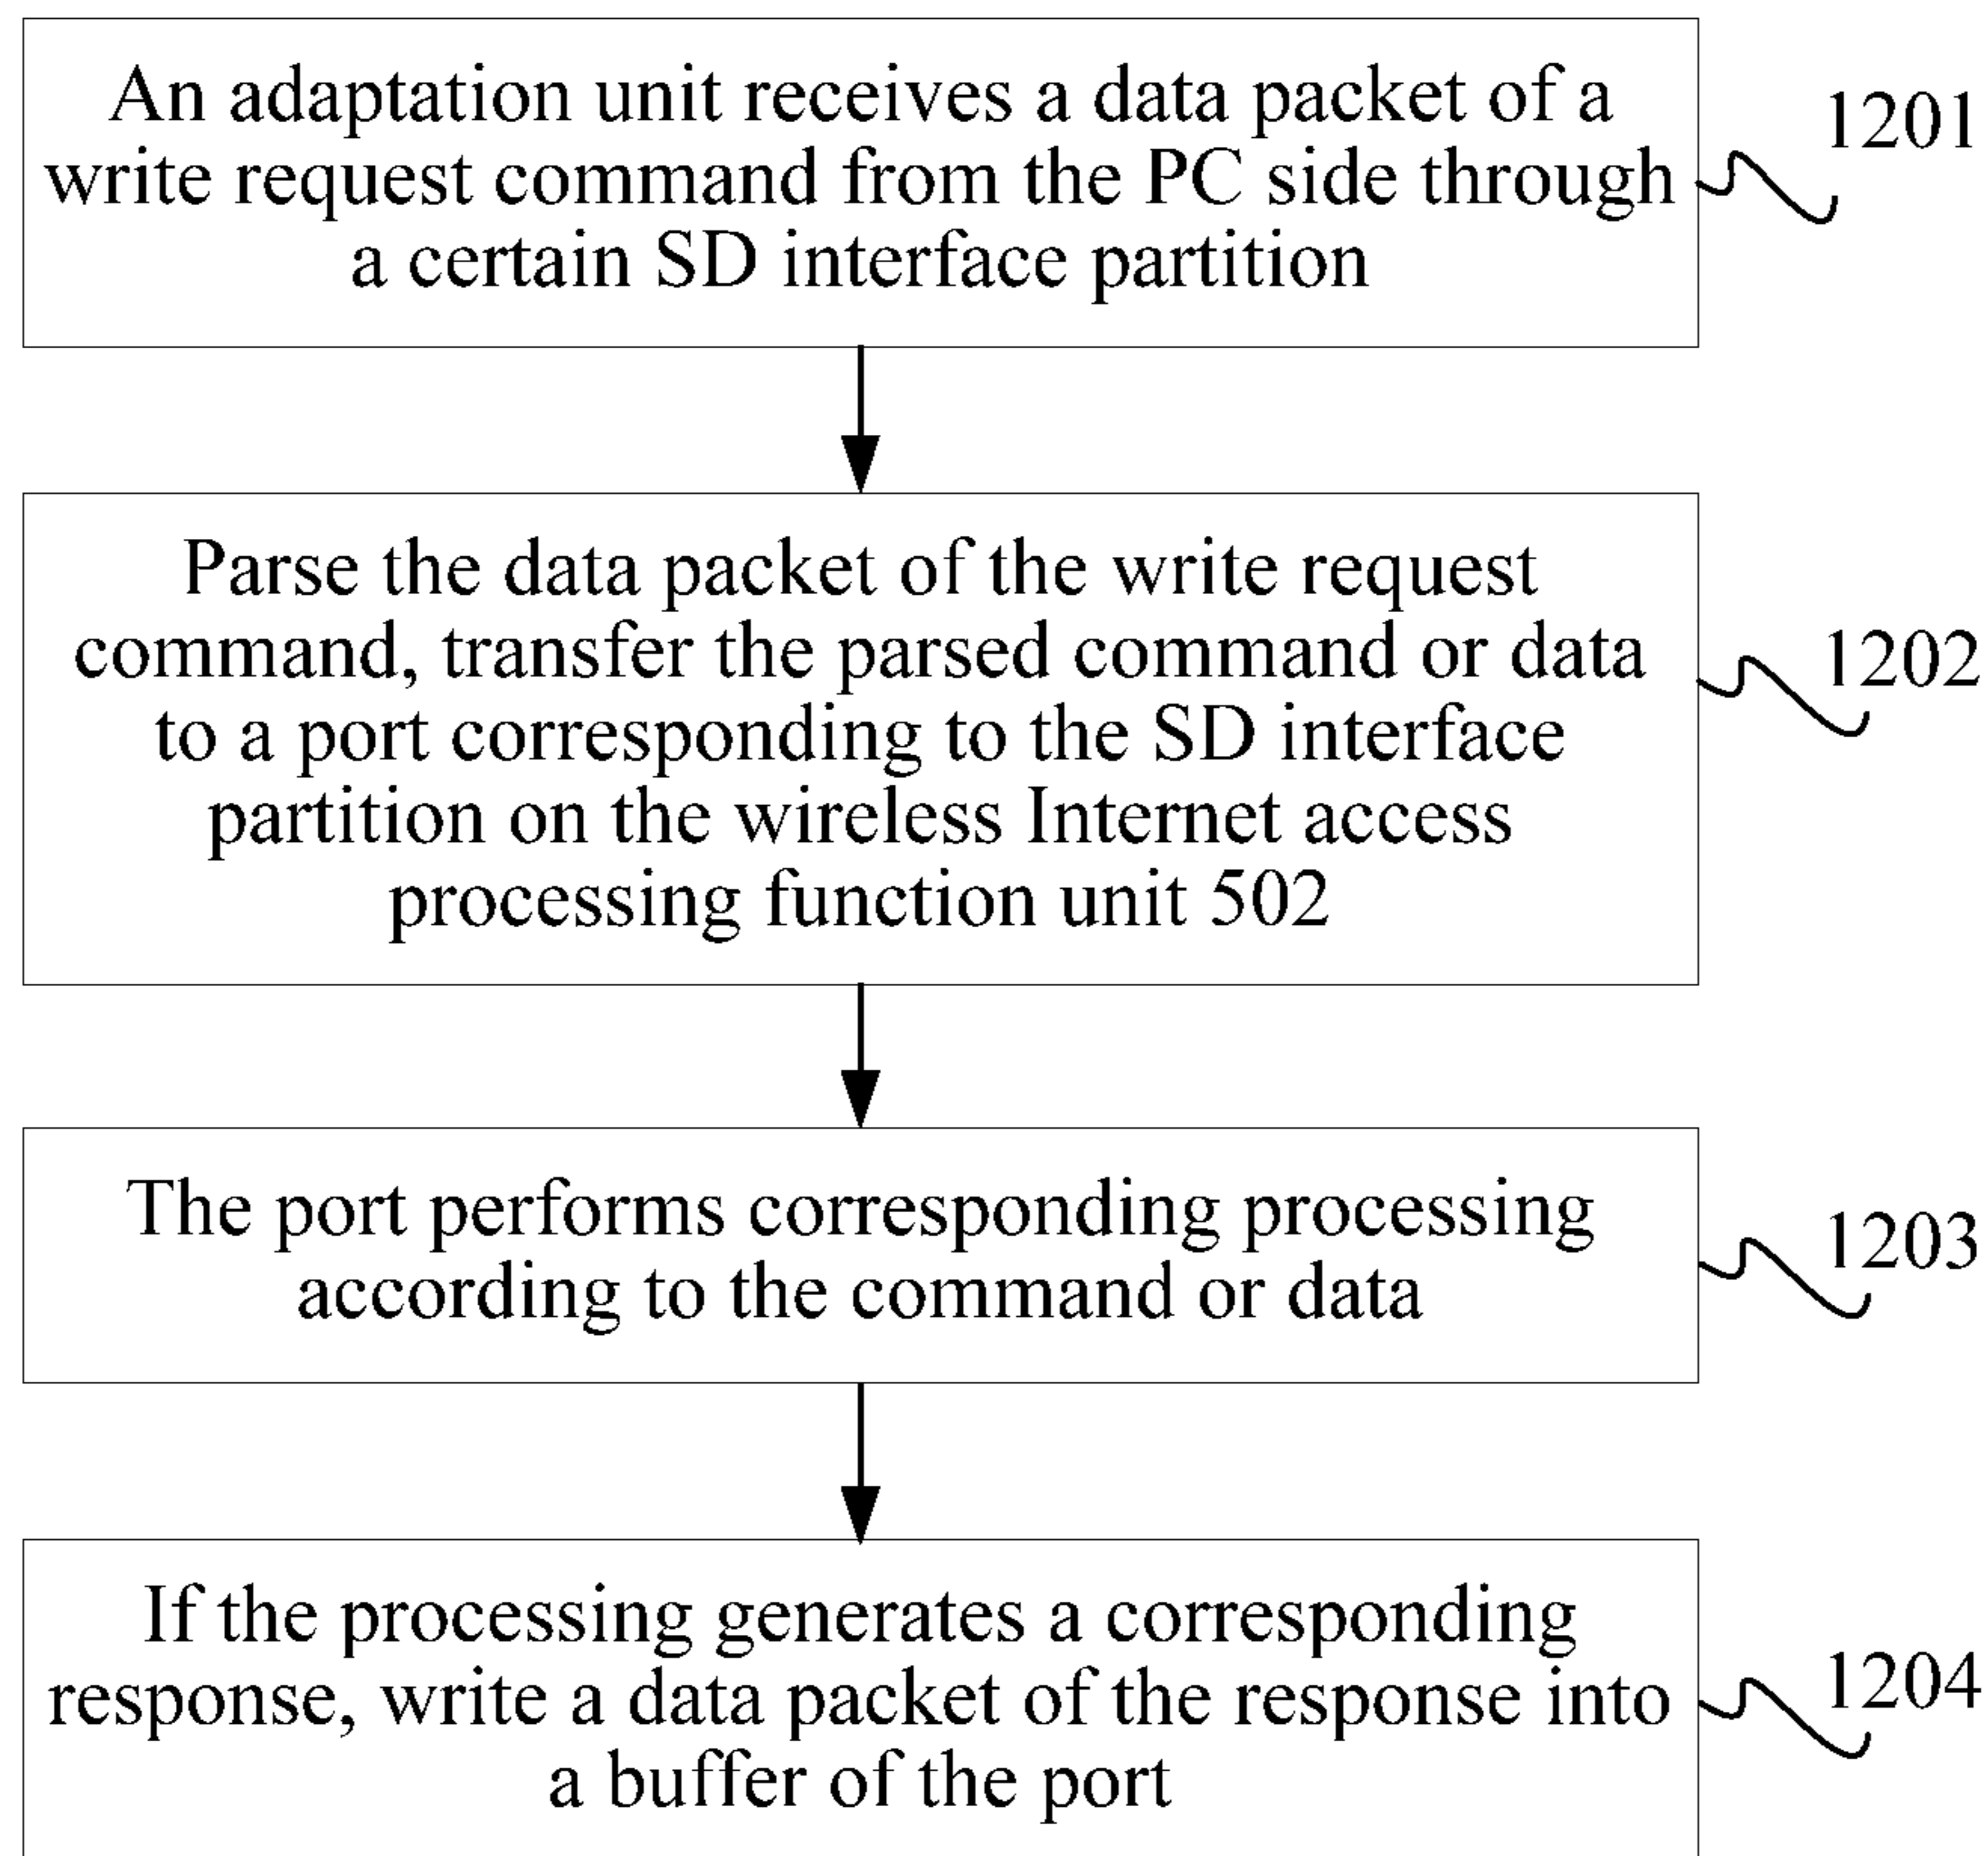 An adaptation unit receives a data packet of a
write request command from the PC side through
a certain SD interface partition
1201
Parse the data packet of the write request
command, transfer the parsed command or data
to a port corresponding to the SD interface
partition on the wireless Internet access
processing function unit 502
1202
The port performs corresponding processing
according to the command or data
1203
If the processing generates a corresponding
response, write a data packet of the response into
a buffer of the port
1204